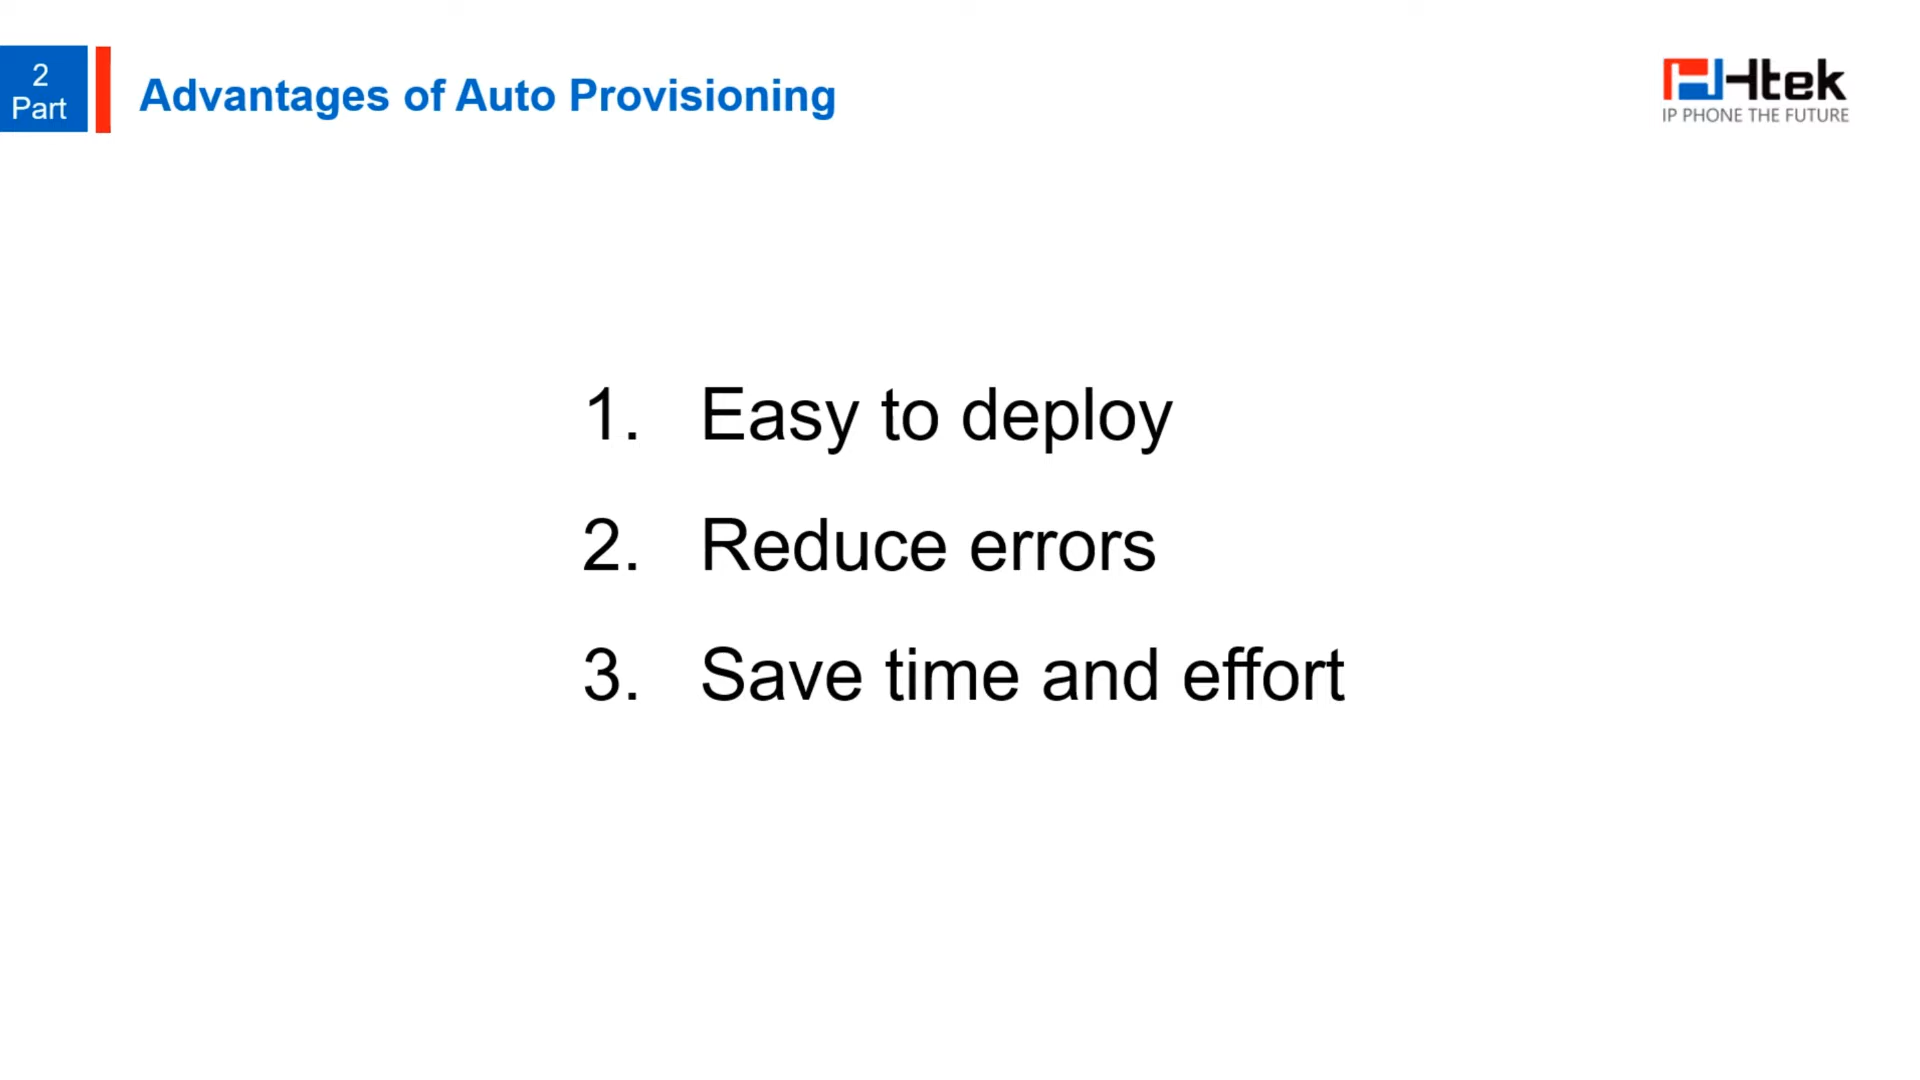 2
Part
Advantages of Auto Provisioning
Htek
IP PHONE THE FUTURE
1. Easy to deploy
2. Reduce errors
3. Save time and effort